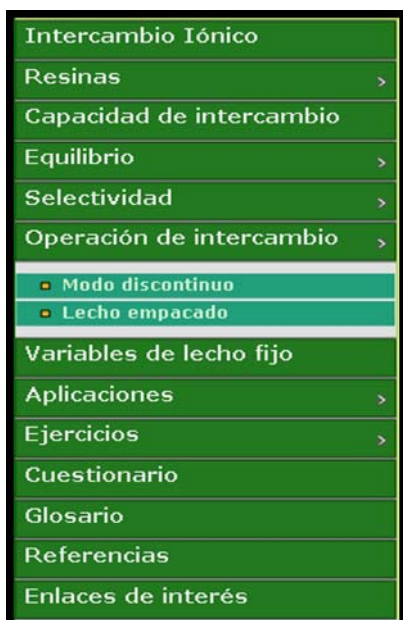 Intercambio Iónico
Resinas
Capacidad de intercambio
Equilibrio
Selectividad
Operación de intercambio
Modo discontinuo
Lecho empacado
Variables de lecho fijo
Aplicaciones
Ejercicios
Cuestionario
Glosario
Referencias
Enlaces de interés